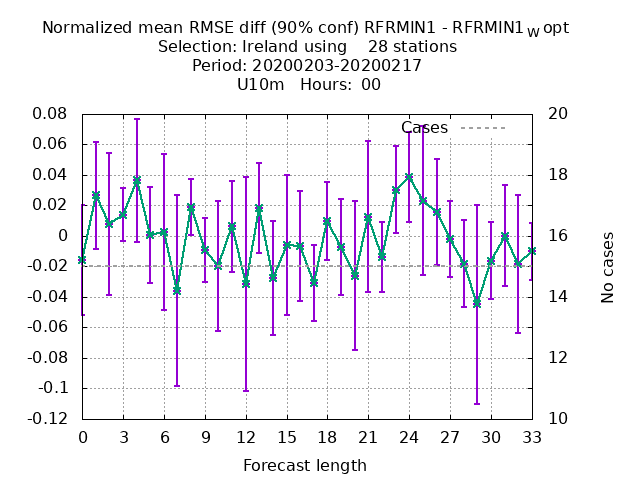 Normalized mean RMSE diff (90% conf) RFRMIN1 - RFRMIN1_W opt
Selection: Ireland using 28 stations
Period: 20200203-20200217
U10m Hours: 00
Cases
0.08
0.06
0.04
0.02
0
-0.02
-0.04
-0.06
-0.08
-0.1
-0.12
20
18
16
14
12
10
No cases
0 3 6 9 12 15 18 21 24 27 30 33
Forecast length